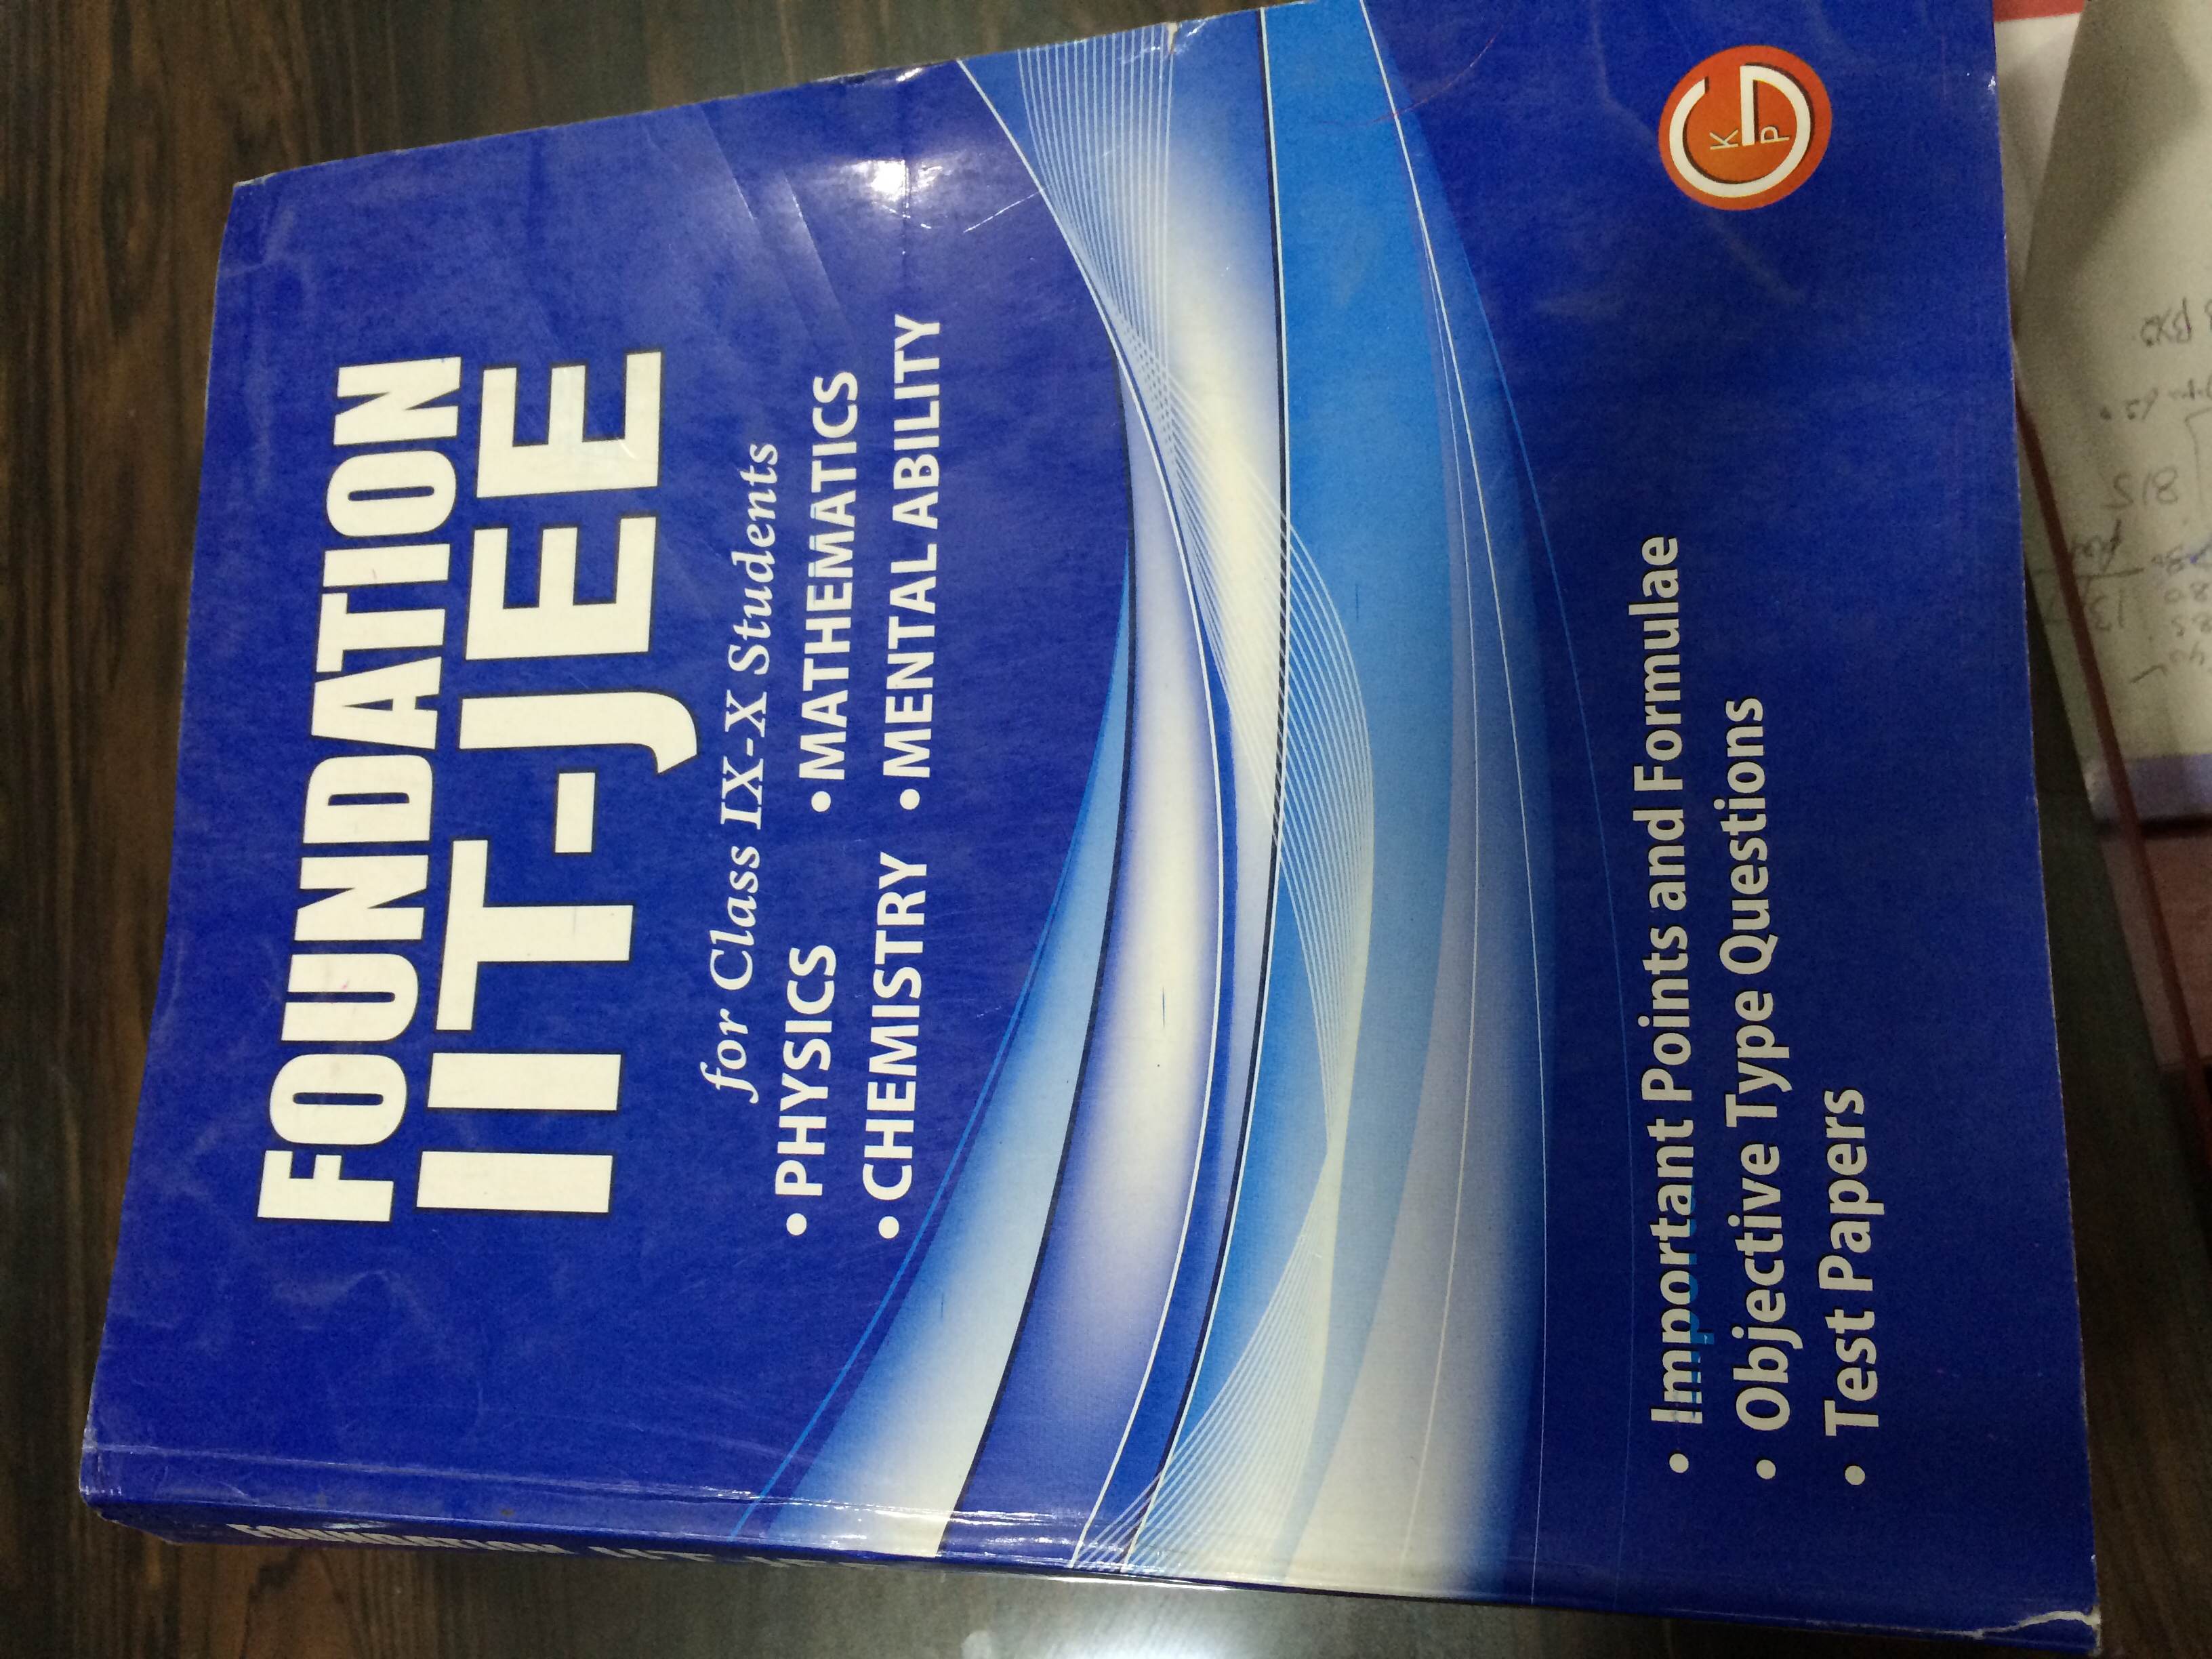 FOUNDATION
IIT-JEE
for Class IX-X Students
• PHYSICS • MATHEMATICS
• CHEMISTRY • MENTAL ABILITY
• Important Points and Formulae
• Objective Type Questions
• Test Papers
G K P